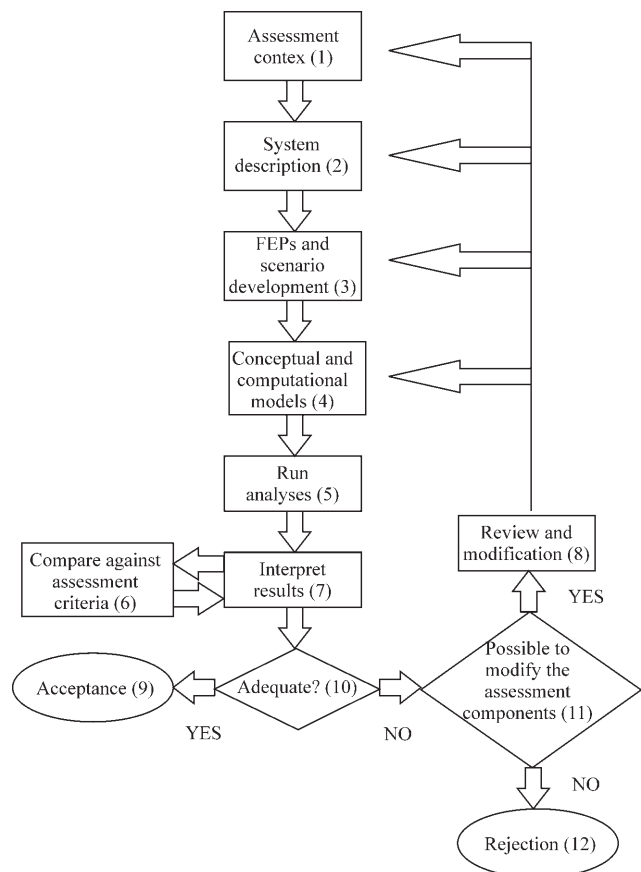 Assessment
contex (1)
System
description (2)
FEPs and
scenario
development (3)
Conceptual and
computational
models (4)
Run
analyses (5)
Compare against
assessment
criteria (6)
Interpret
results (7)
Review and
modification (8)
YES
Possible to
modify the
assessment
components (11)
Acceptance (9)
Adequate? (10)
YES
NO
NO
Rejection (12)